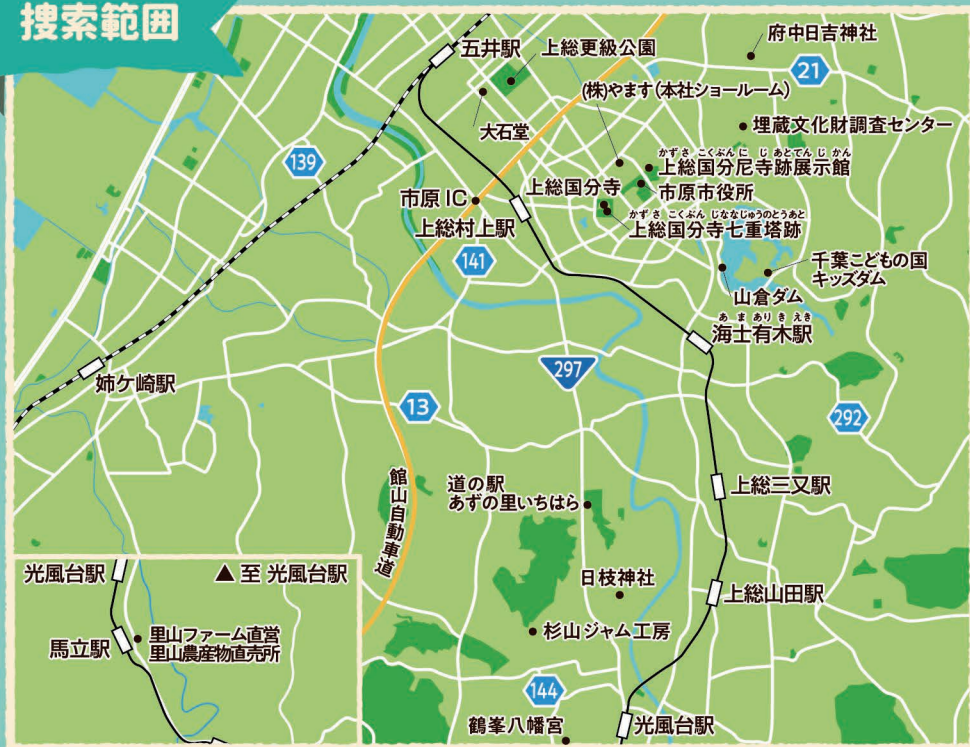 捜索範囲
五井駅
上総更級公園
府中日吉神社
21
(株)やます(本社ショールーム)
大石堂
埋蔵文化財調査センター
139
かずさ こくぶん に じ あとてん じ かん
上総国分尼寺跡展示館
市原IC
上総国分寺
市原市役所
かずさ こくぶん じななじゅうのとうあと
上総国分寺七重塔跡
上総村上駅
141
千葉こどもの国
キッズダム
山倉ダム
あ ま あり き えき
海士有木駅
姉ケ崎駅
297
13
292
館山自動車道
道の駅
あずの里いちはら
上総三又駅
光風台駅
▲至 光風台駅
日枝神社
上総山田駅
馬立駅
里山ファーム直営
里山農産物直売所
杉山ジャム工房
144
鶴峯八幡宮
光風台駅